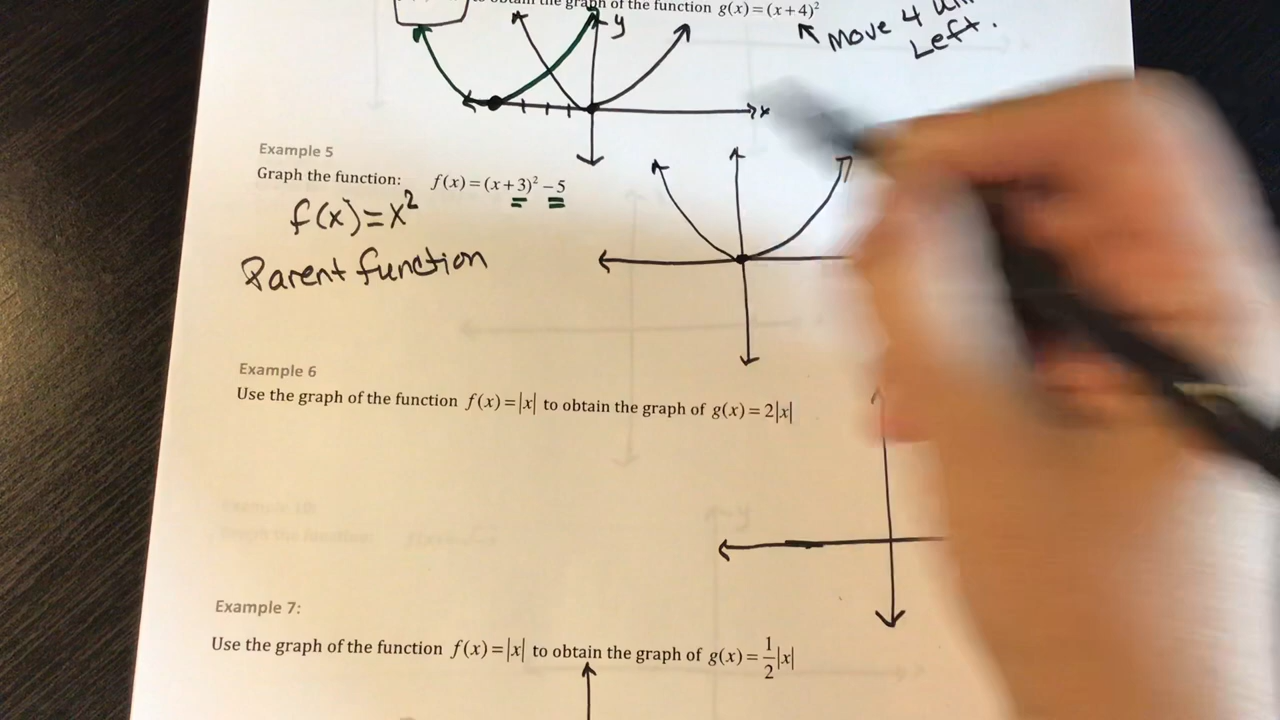 the graph of the function g(x)=(x+4)²
y
Move 4
Left.
x
Example 5
Graph the function: f(x)=(x+3)²−5
f(x)=x²
Parent function
Example 6
Use the graph of the function f(x)=|x| to obtain the graph of g(x)=2|x|
Example 7:
Use the graph of the function f(x)=|x| to obtain the graph of g(x)=1/2|x|